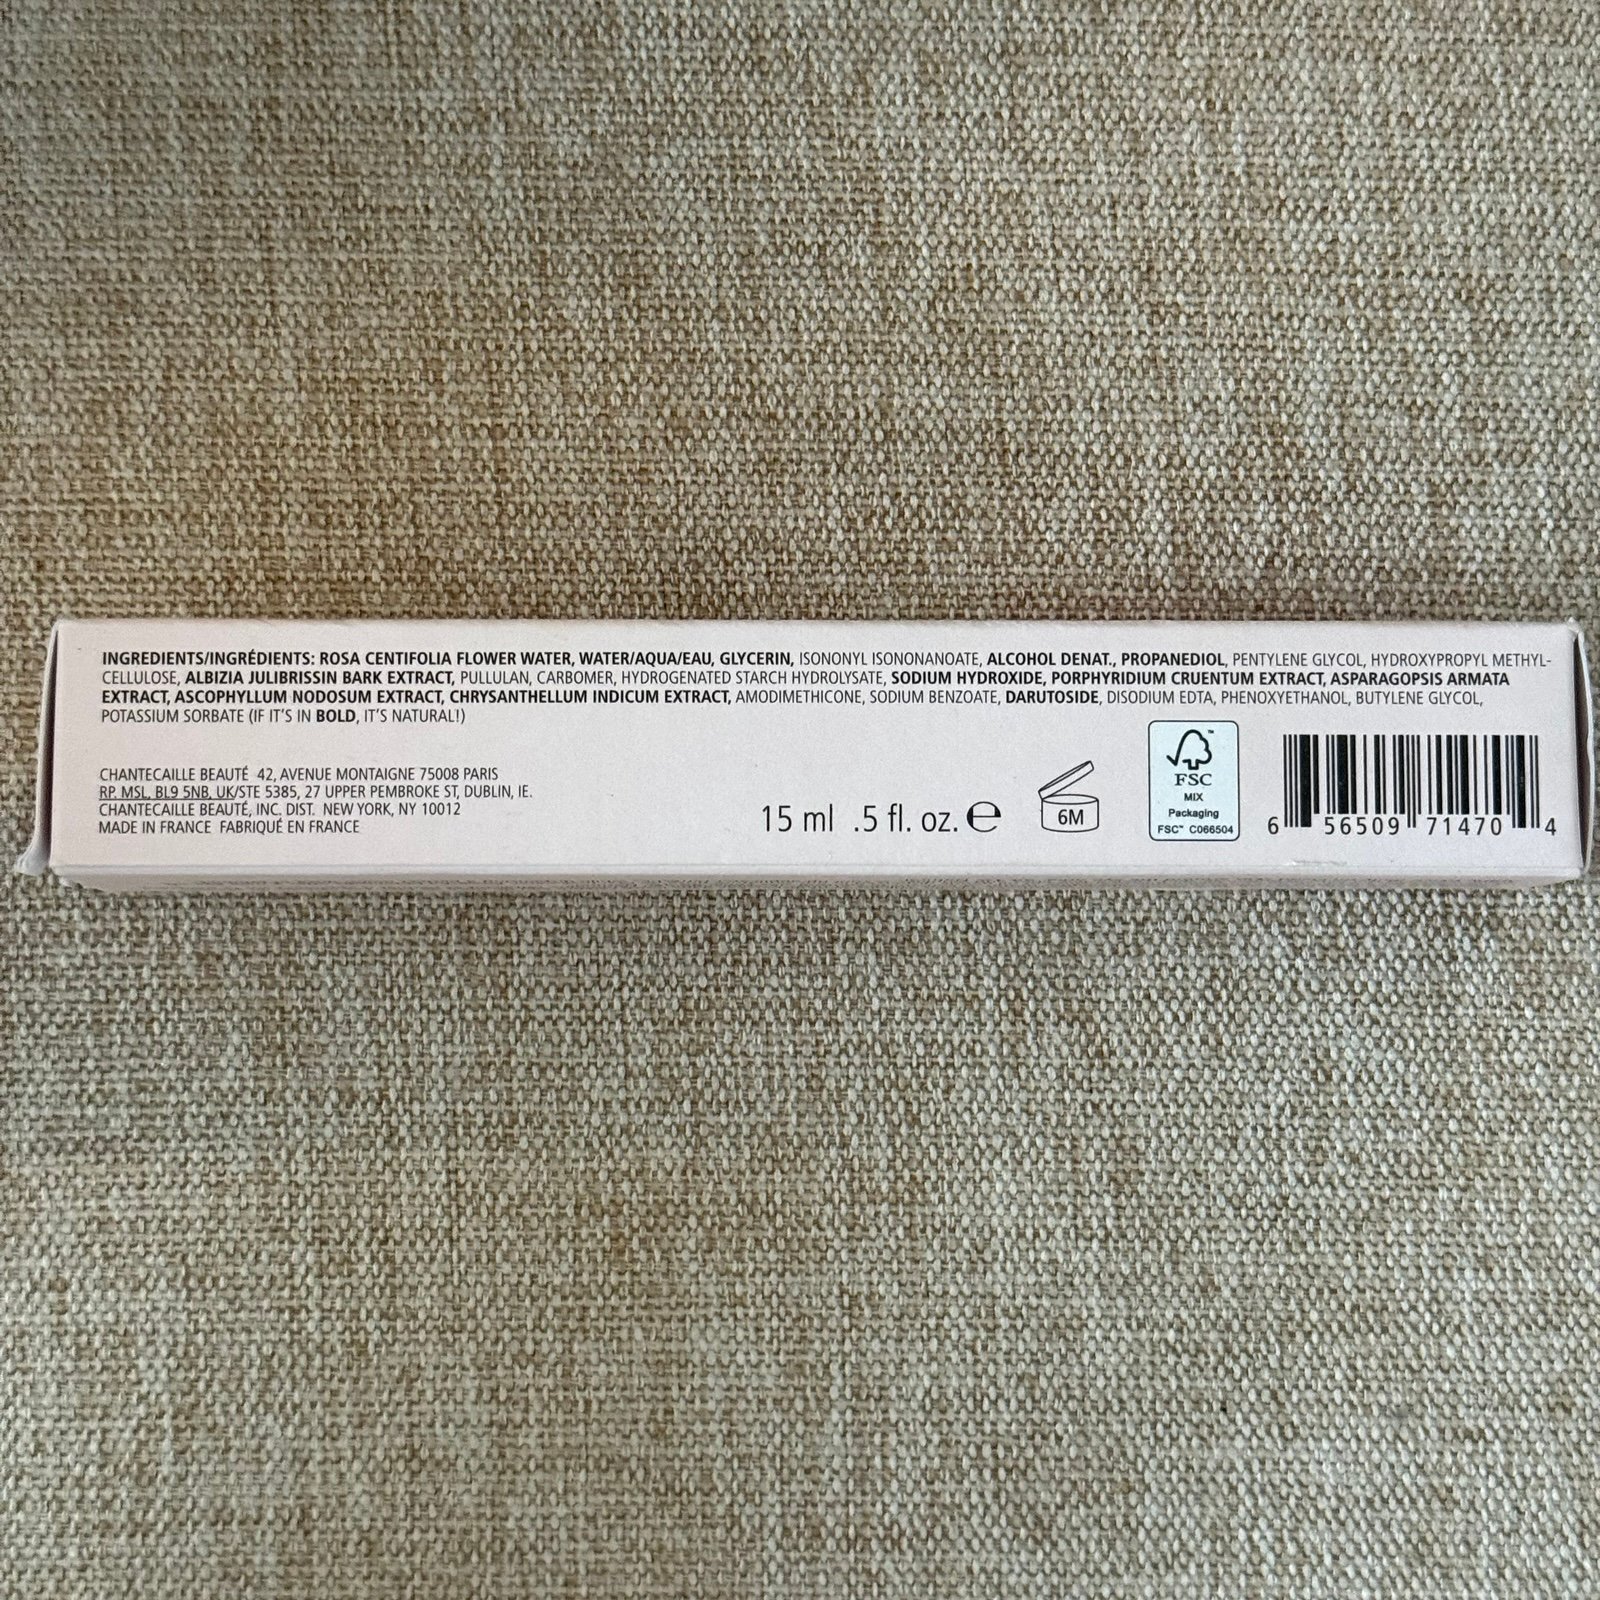 INGREDIENTS/INGRÉDIENTS: ROSA CENTIFOLIA FLOWER WATER, WATER/AQUA/EAU, GLYCERIN, ISONONYL ISONONANOATE, ALCOHOL DENAT., PROPANEDIOL, PENTYLENE GLYCOL, HYDROXYPROPYL METHYL-
CELLULOSE, ALBIZIA JULIBRISSIN BARK EXTRACT, PULLULAN, CARBOMER, HYDROGENATED STARCH HYDROLYSATE, SODIUM HYDROXIDE, PORPHYRIDIUM CRUENTUM EXTRACT, ASPARAGOPSIS ARMATA
EXTRACT, ASCOPHYLLUM NODOSUM EXTRACT, CHRYSANTHELLUM INDICUM EXTRACT, AMODIMETHICONE, SODIUM BENZOATE, DARUTOSIDE, DISODIUM EDTA, PHENOXYETHANOL, BUTYLENE GLYCOL,
POTASSIUM SORBATE (IF IT'S IN BOLD, IT'S NATURAL!)
CHANTECAILLE BEAUTÉ 42, AVENUE MONTAIGNE 75008 PARIS
RP. MSL, BL9 5NB, UK/STE 5385, 27 UPPER PEMBROKE ST, DUBLIN, IE.
CHANTECAILLE BEAUTÉ, INC. DIST. NEW YORK, NY 10012
MADE IN FRANCE FABRIQUÉ EN FRANCE
15 ml .5 fl. oz. e
6M
FSC™
MIX
Packaging
FSC™ C066504
6 56509 71470 4